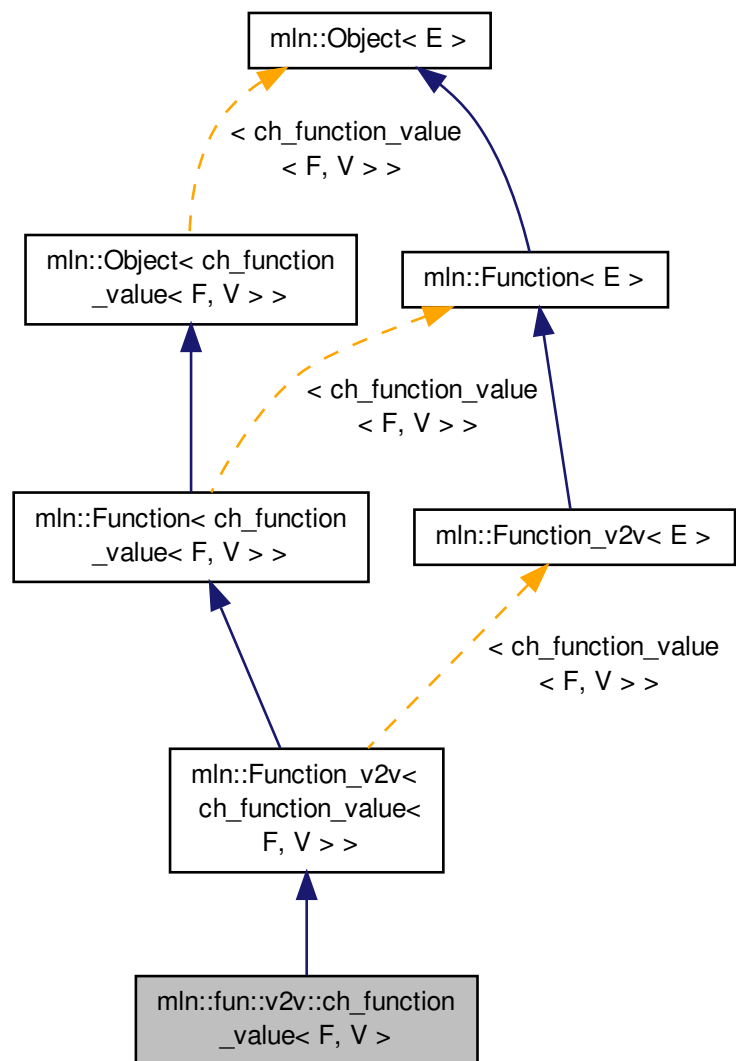 mln::Object< E >
< ch_function_value
< F, V > >
mln::Object< ch_function
_value< F, V > >
mln::Function< E >
< ch_function_value
< F, V > >
mln::Function< ch_function
_value< F, V > >
mln::Function_v2v< E >
< ch_function_value
< F, V > >
mln::Function_v2v<
ch_function_value<
F, V > >
mln::fun::v2v::ch_function
_value< F, V >